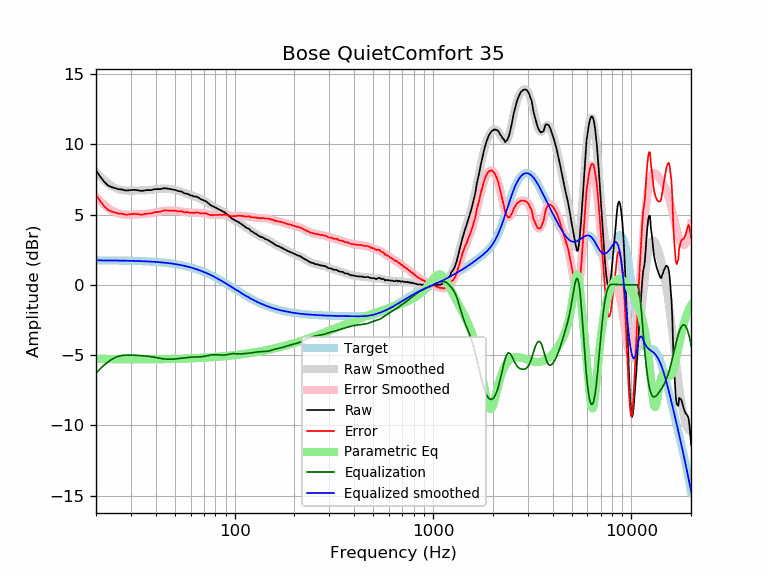 Bose QuietComfort 35
Amplitude (dBr)
15
10
5
0
−5
−10
−15
Target
Raw Smoothed
Error Smoothed
Raw
Error
Parametric Eq
Equalization
Equalized smoothed
100 1000 10000
Frequency (Hz)